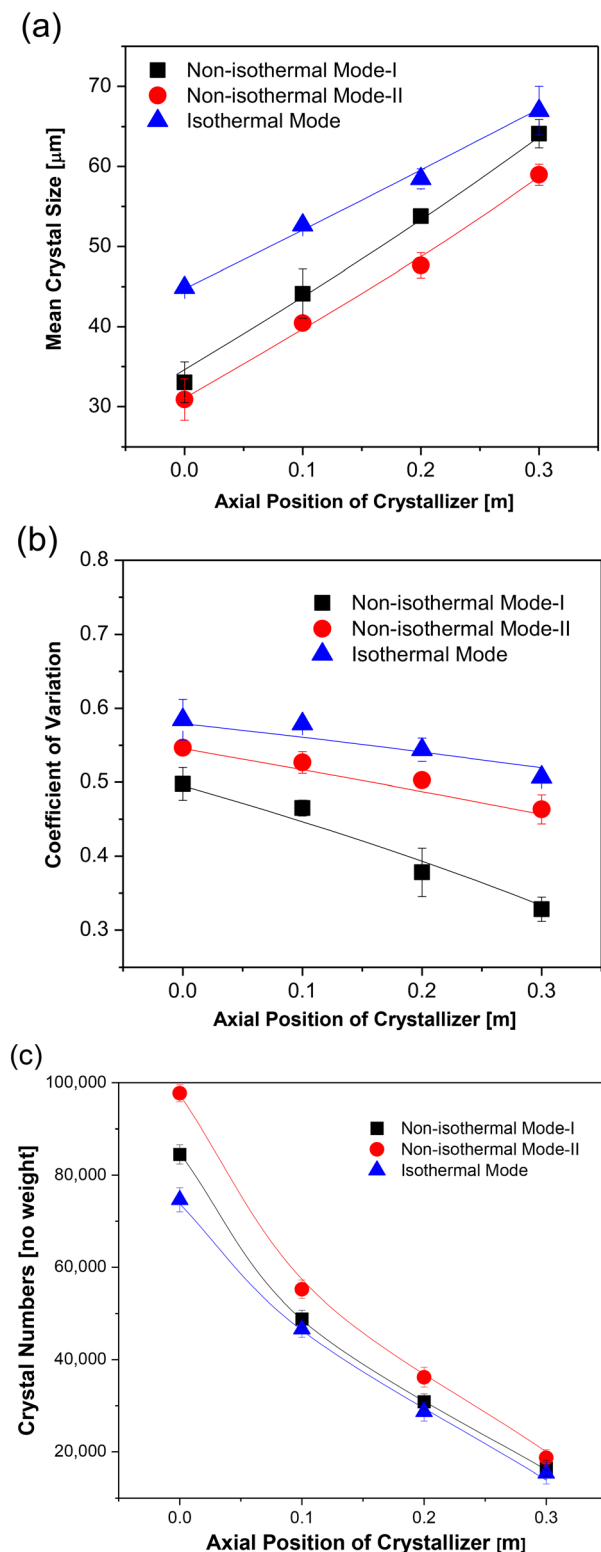 (a)
Non-isothermal Mode-I
Non-isothermal Mode-II
Isothermal Mode
70
60
50
40
30
Mean Crystal Size [μm]
0.0 0.1 0.2 0.3
Axial Position of Crystallizer [m]
(b)
0.8
0.7
0.6
0.5
0.4
0.3
Coefficient of Variation
Non-isothermal Mode-I
Non-isothermal Mode-II
Isothermal Mode
0.0 0.1 0.2 0.3
Axial Position of Crystallizer [m]
(c)
100,000
80,000
60,000
40,000
20,000
Crystal Numbers [no weight]
Non-isothermal Mode-I
Non-isothermal Mode-II
Isothermal Mode
0.0 0.1 0.2 0.3
Axial Position of Crystallizer [m]